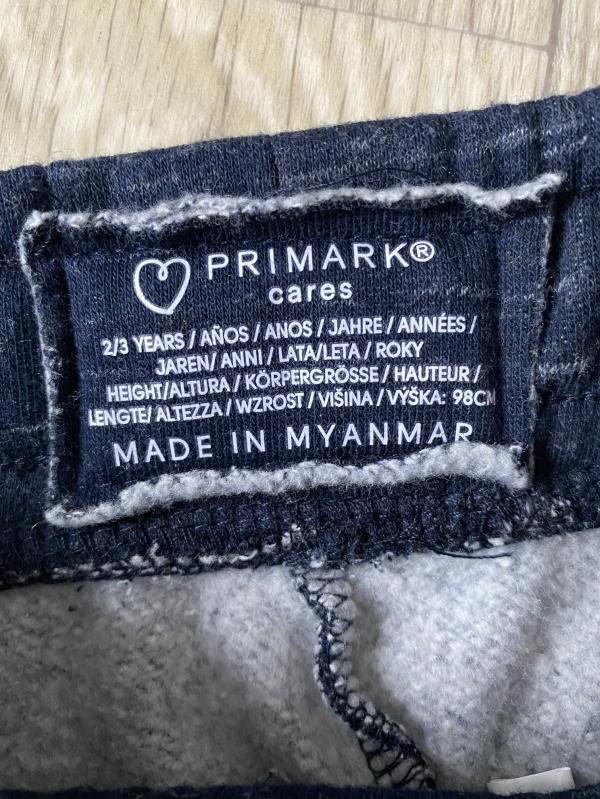 PRIMARK®
cares
2/3 YEARS / AÑOS / ANOS / JAHRE / ANNÉES /
JAREN/ ANNI / LATA/LETA / ROKY
HEIGHT/ALTURA / KÖRPERGRÖSSE / HAUTEUR /
LENGTE/ ALTEZZA / WZROST / VIŠINA / VÝŠKA: 98CM
MADE IN MYANMAR